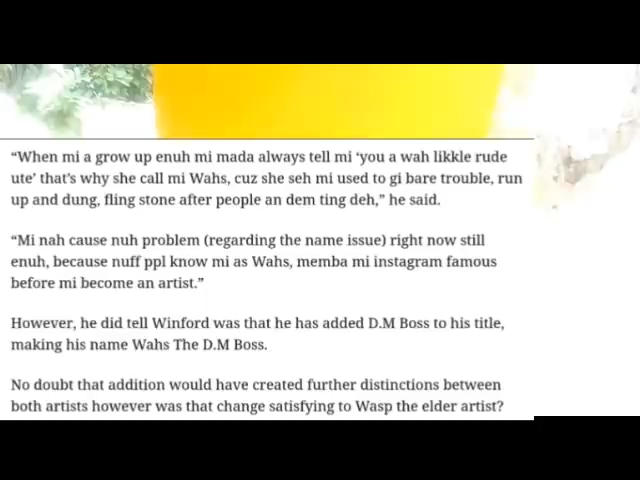 “When mi a grow up enuh mi mada always tell mi ‘you a wah likkle rude
ute’ that’s why she call mi Wahs, cuz she seh mi used to gi bare trouble, run
up and dung, fling stone after people an dem ting deh,” he said.
“Mi nah cause nuh problem (regarding the name issue) right now still
enuh, because nuff ppl know mi as Wahs, memba mi instagram famous
before mi become an artist.”
However, he did tell Winford was that he has added D.M Boss to his title,
making his name Wahs The D.M Boss.
No doubt that addition would have created further distinctions between
both artists however was that change satisfying to Wasp the elder artist?